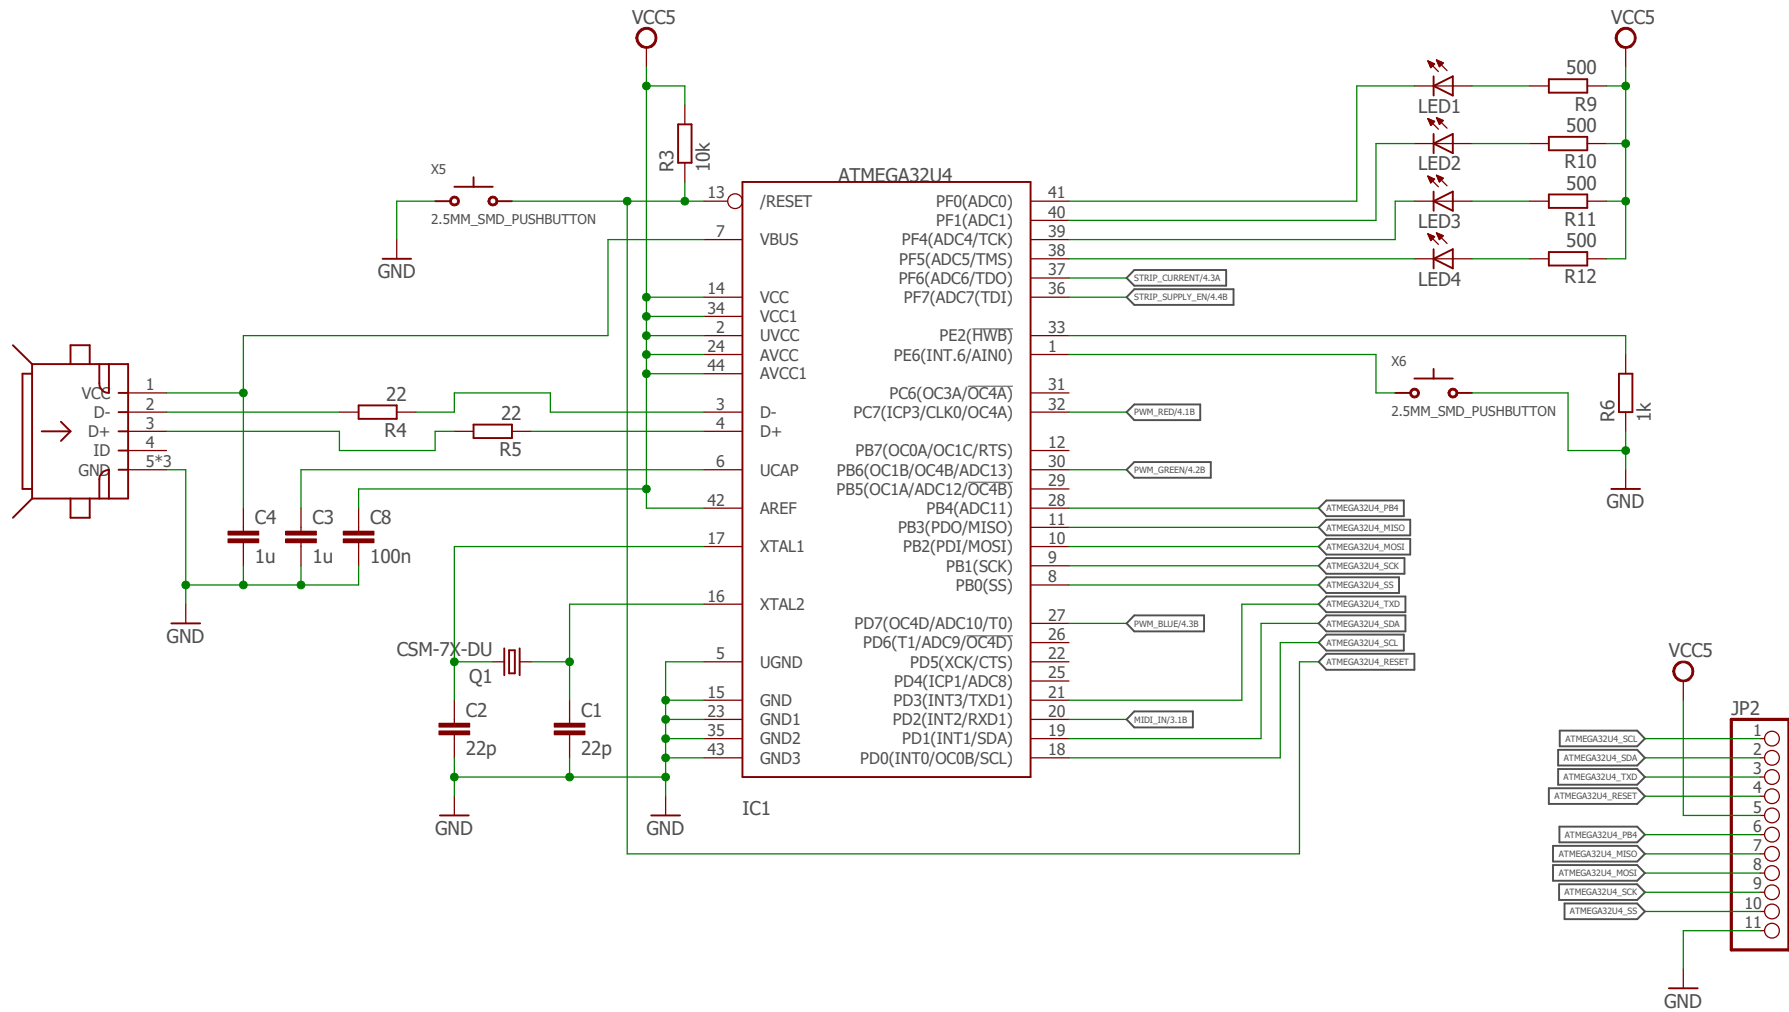 VCC5
VCC5
R3
10k
X5
2.5MM_SMD_PUSHBUTTON
GND
500
LED1
R9
500
LED2
R10
500
LED3
R11
500
LED4
R12
ATMEGA32U4
13
/RESET
7
VBUS
14
VCC
34
VCC1
2
UVCC
24
AVCC
44
AVCC1
3
D-
4
D+
6
UCAP
42
AREF
17
XTAL1
16
XTAL2
5
UGND
15
GND
23
GND1
35
GND2
43
GND3
IC1
PF0(ADC0)
41
PF1(ADC1)
40
PF4(ADC4/TCK)
39
PF5(ADC5/TMS)
38
PF6(ADC6/TDO)
37
STRIP_CURRENT/4.3A
PF7(ADC7(TDI)
36
STRIP_SUPPLY_EN/4.4B
PE2(HWB)
33
PE6(INT.6/AIN0)
1
PC6(OC3A/OC4A)
31
PC7(ICP3/CLK0/OC4A)
32
PWM_RED/4.1B
PB7(OC0A/OC1C/RTS)
12
PB6(OC1B/OC4B/ADC13)
30
PWM_GREEN/4.2B
PB5(OC1A/ADC12/OC4B)
29
PB4(ADC11)
28
ATMEGA32U4_PB4
PB3(PDO/MISO)
11
ATMEGA32U4_MISO
PB2(PDI/MOSI)
10
ATMEGA32U4_MOSI
PB1(SCK)
9
ATMEGA32U4_SCK
PB0(SS)
8
ATMEGA32U4_SS
ATMEGA32U4_TXD
PD7(OC4D/ADC10/T0)
27
PWM_BLUE/4.3B
ATMEGA32U4_SDA
PD6(T1/ADC9/OC4D)
26
ATMEGA32U4_SCL
PD5(XCK/CTS)
22
ATMEGA32U4_RESET
PD4(ICP1/ADC8)
25
PD3(INT3/TXD1)
21
PD2(INT2/RXD1)
20
MIDI_IN/3.1B
PD1(INT1/SDA)
19
PD0(INT0/OC0B/SCL)
18
X6
2.5MM_SMD_PUSHBUTTON
R6
1k
GND
VCC
1
D-
2
D+
3
ID
4
GND
5*3
22
R4
22
R5
C4
1u
C3
1u
C8
100n
GND
CSM-7X-DU
Q1
C2
22p
C1
22p
GND
GND
VCC5
JP2
ATMEGA32U4_SCL
1
ATMEGA32U4_SDA
2
ATMEGA32U4_TXD
3
ATMEGA32U4_RESET
4
5
ATMEGA32U4_PB4
6
ATMEGA32U4_MISO
7
ATMEGA32U4_MOSI
8
ATMEGA32U4_SCK
9
ATMEGA32U4_SS
10
11
GND